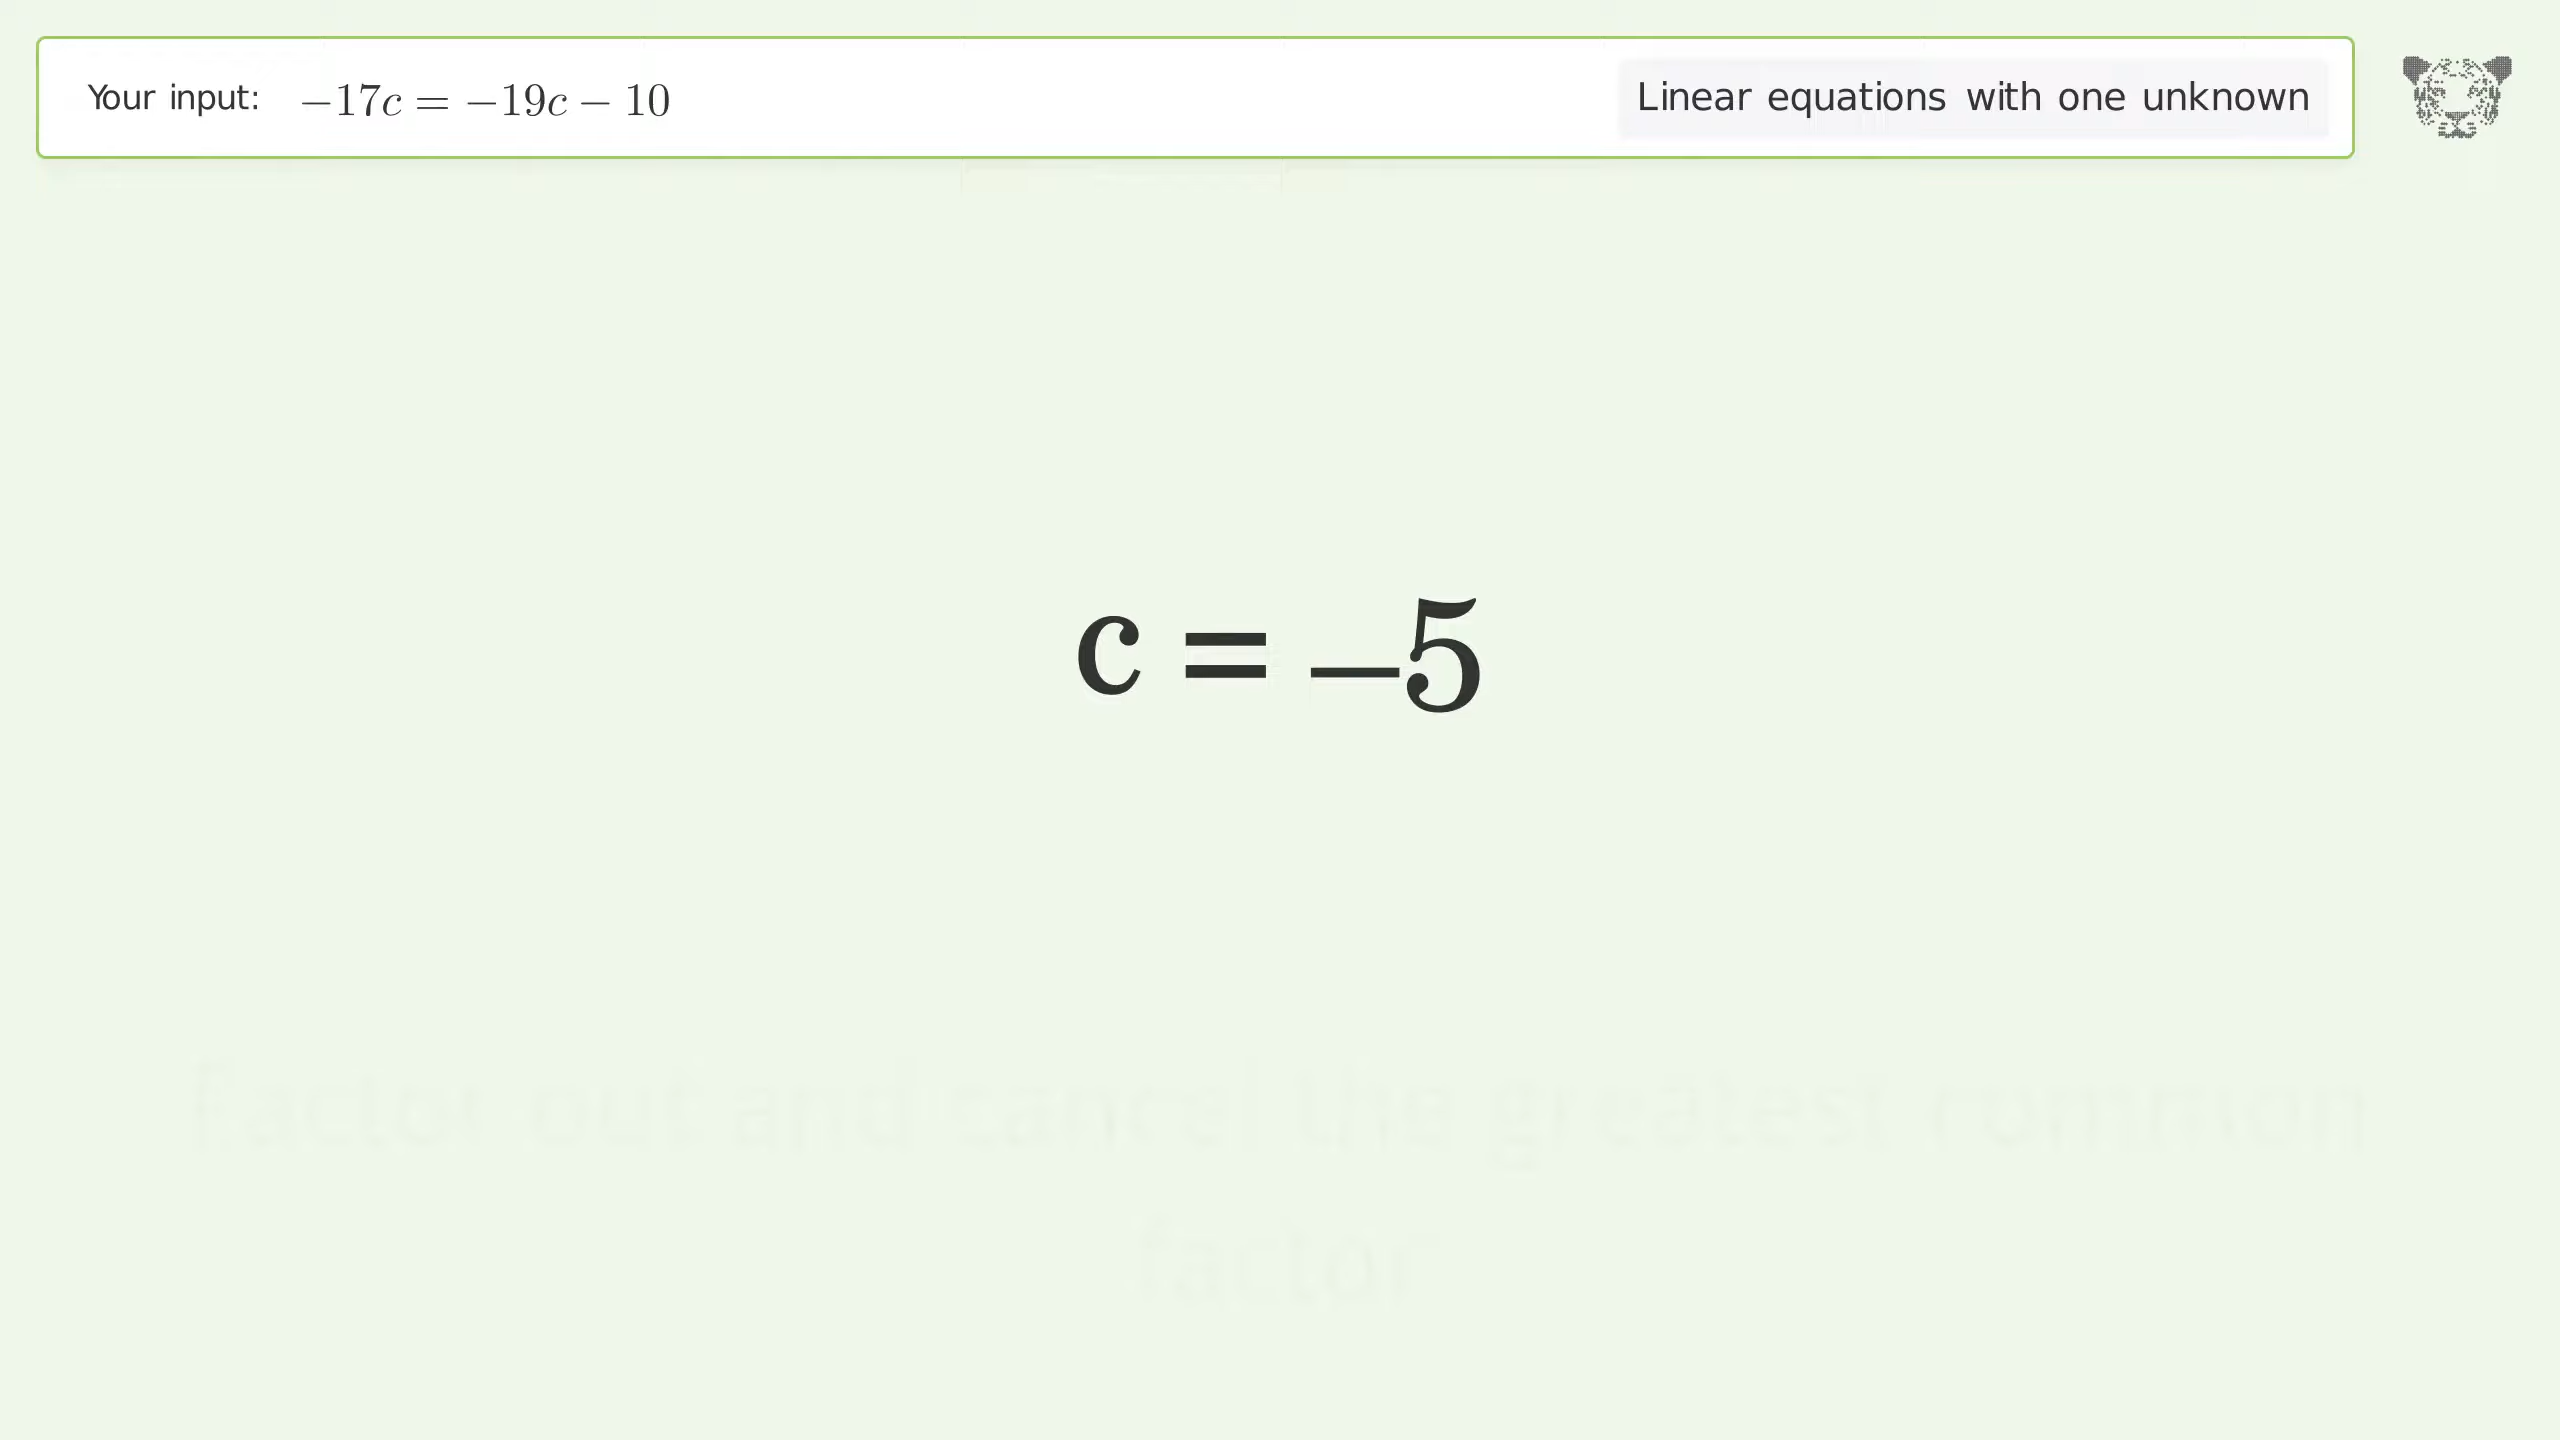 Your input: −17c = −19c − 10
Linear equations with one unknown
c = −5
Factor out and cancel the greatest common
factor